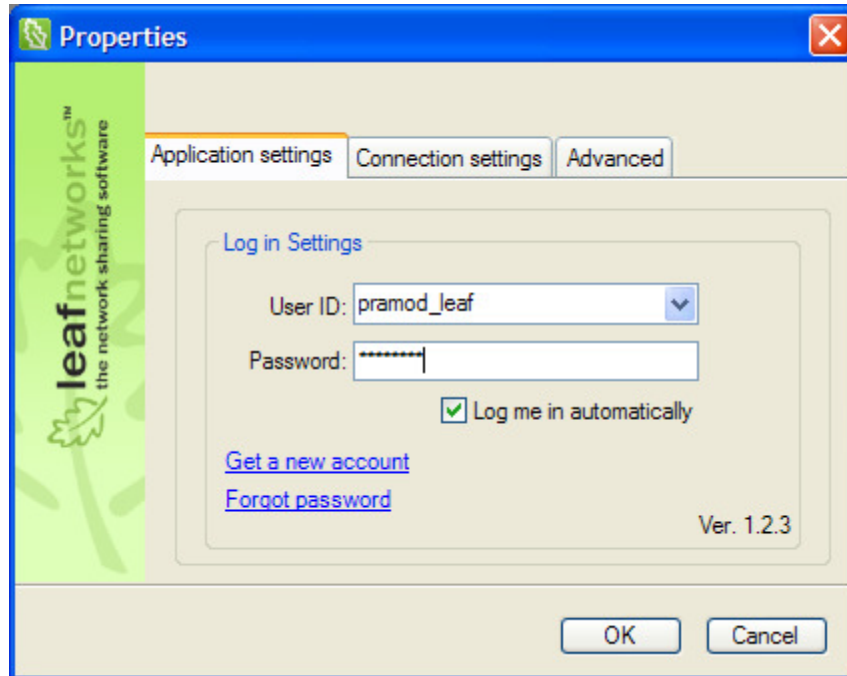 Properties
leafnetworks™
the network sharing software
Application settings
Connection settings
Advanced
Log in Settings
User ID: pramod_leaf
Password: ********
Log me in automatically
Get a new account
Forgot password
Ver. 1.2.3
OK
Cancel